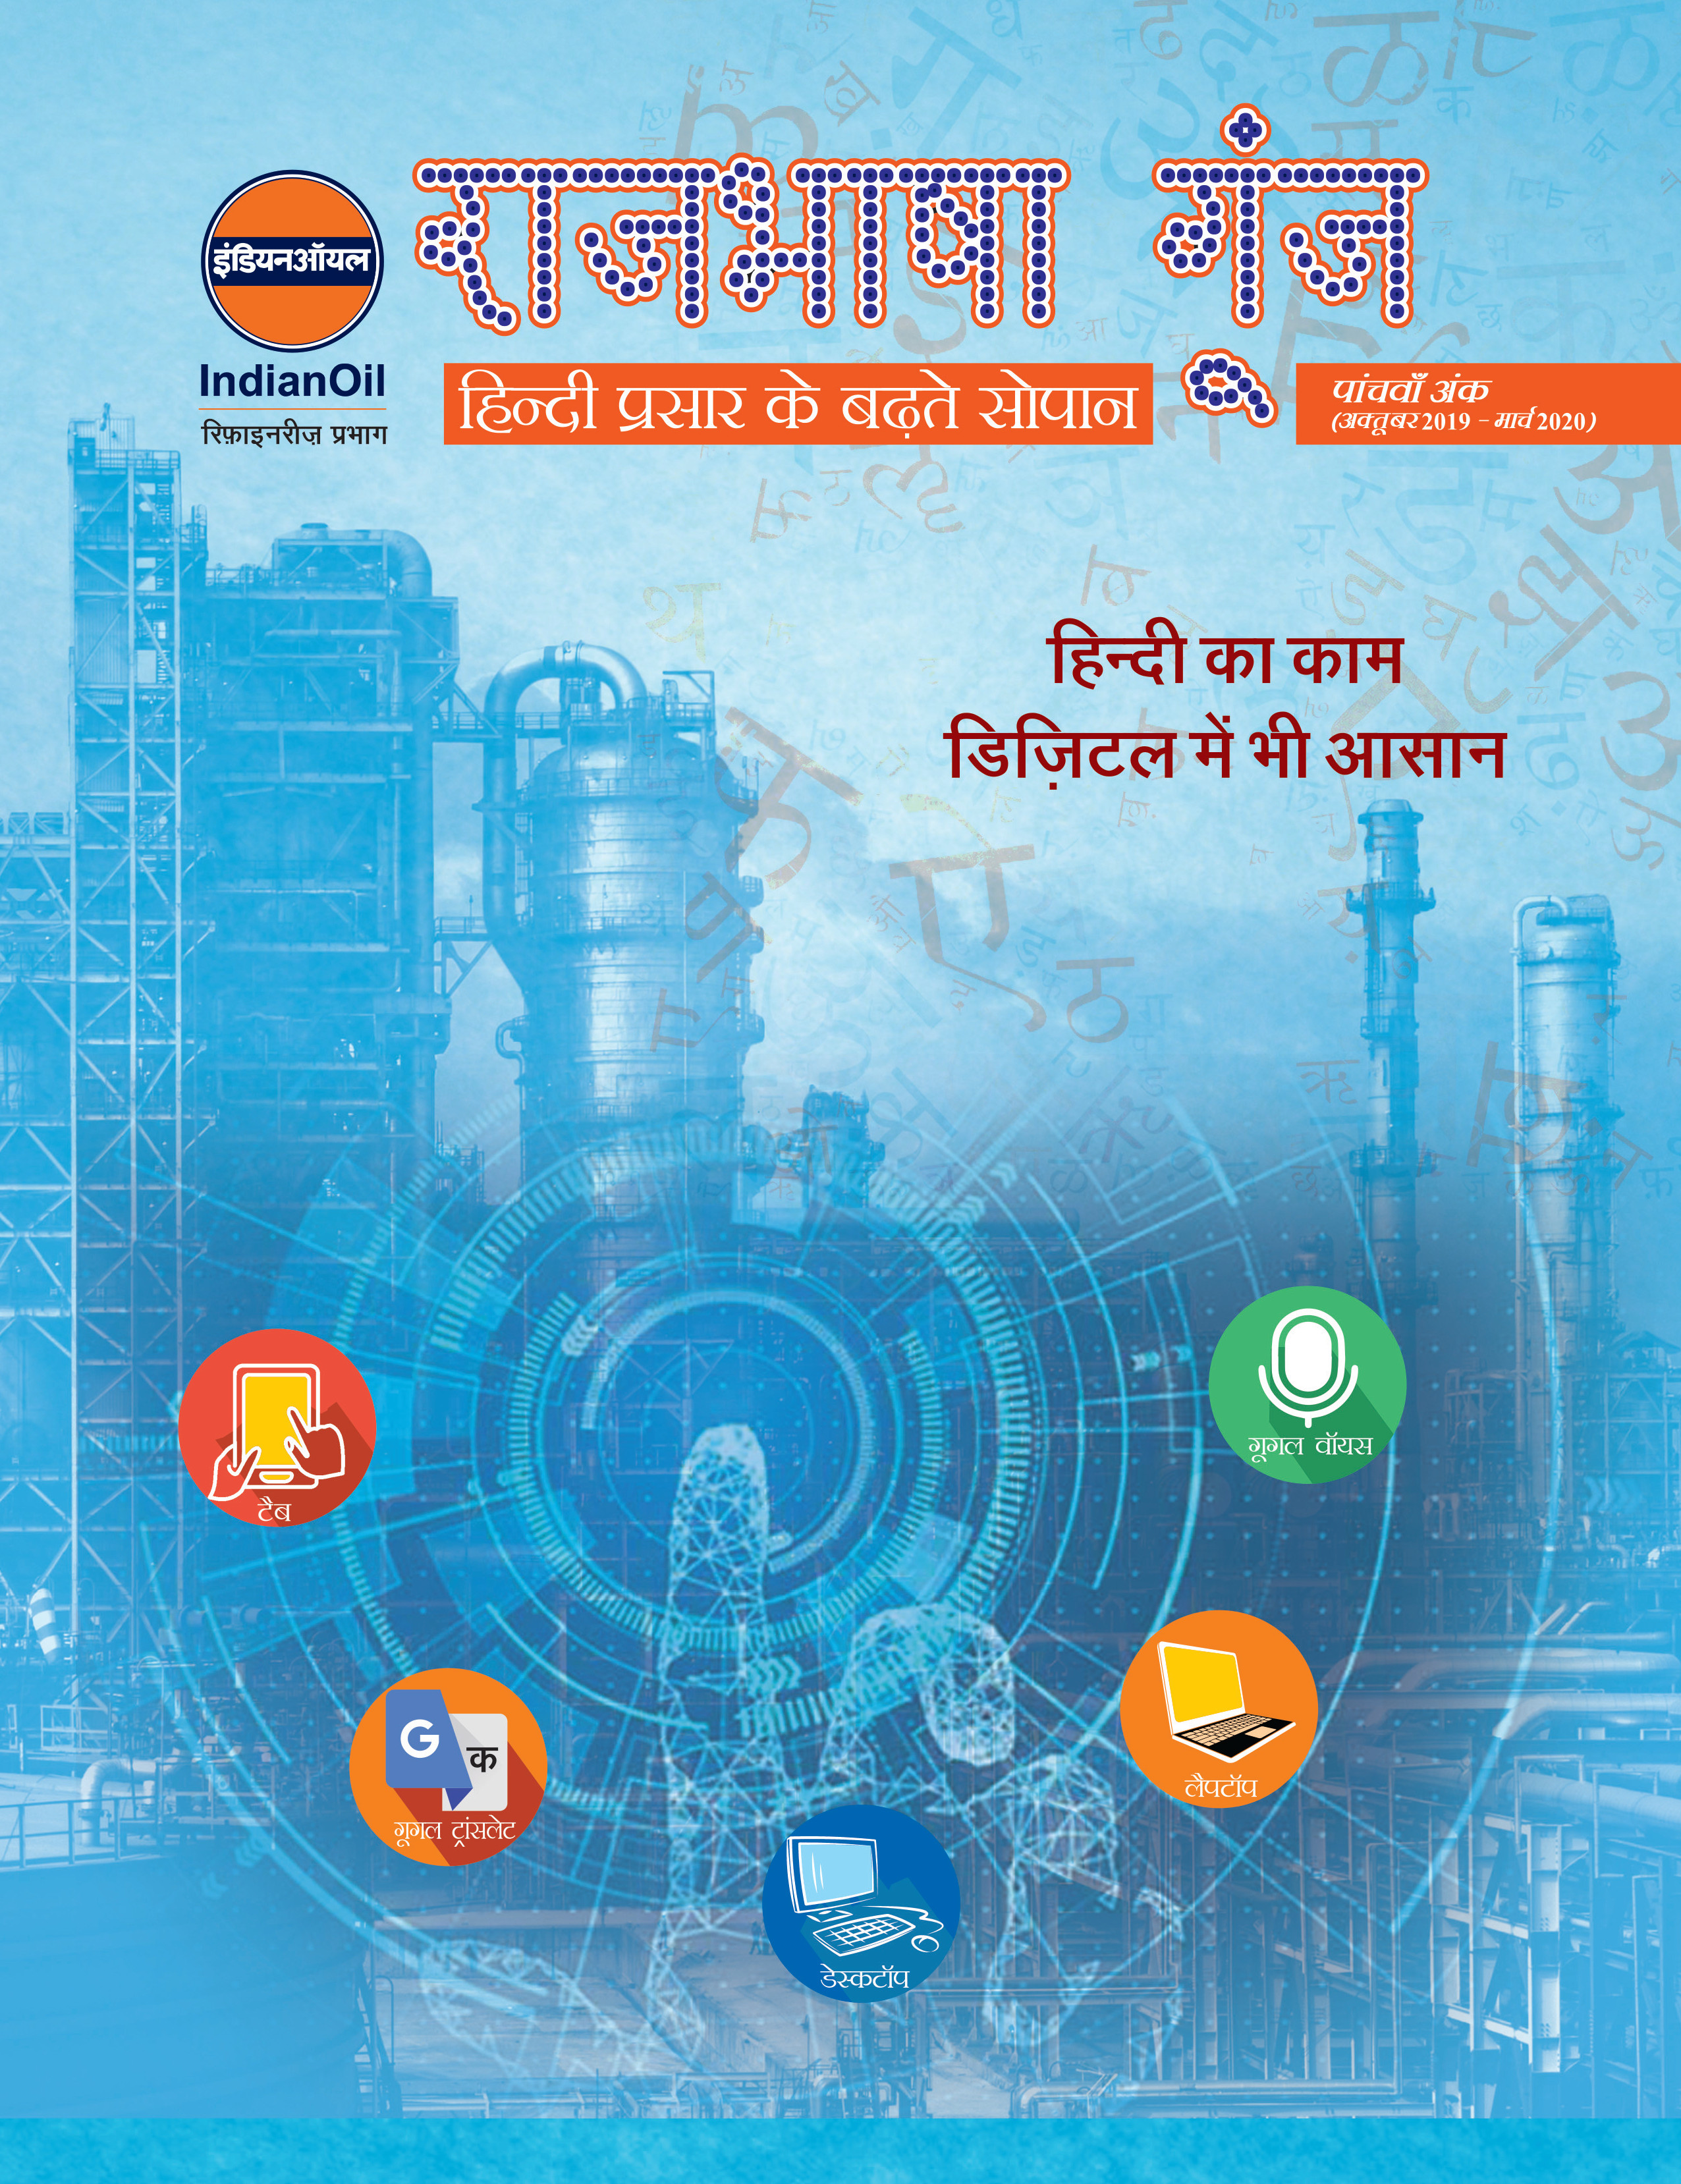 राजभाषा गूंज
इंडियनऑयल
IndianOil
रिफ़ाइनरीज़ प्रभाग
हिन्दी प्रसार के बढ़ते सोपान
पांचवाँ अंक
(अक्तूबर 2019 - मार्च 2020)
हिन्दी का काम
डिज़िटल में भी आसान
गूगल वॉयस
टैब
लैपटॉप
G क
गूगल ट्रांसलेट
डेस्कटॉप